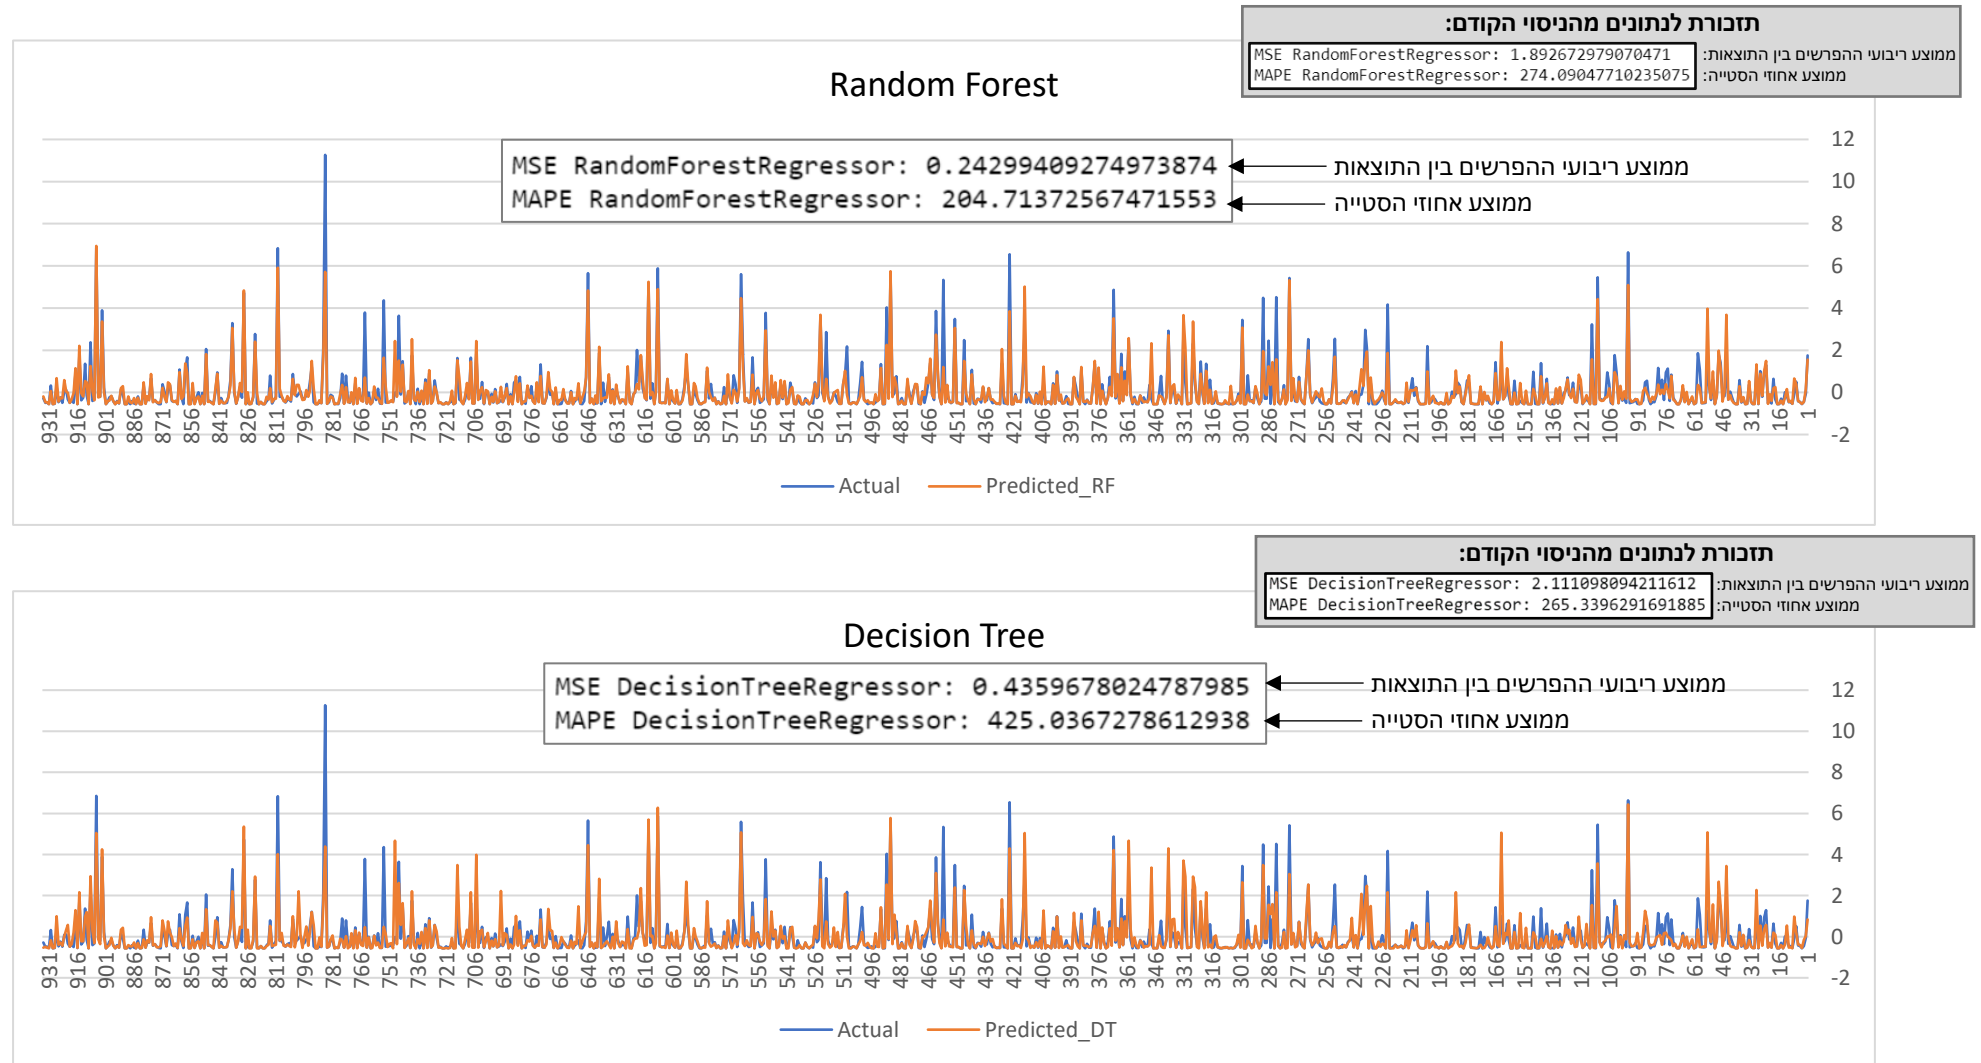 תזכורת לנתונים מהניסוי הקודם:
ממוצע ריבועי ההפרשים בין התוצאות: MSE RandomForestRegressor: 1.892672979070471
ממוצע אחוזי הסטייה: MAPE RandomForestRegressor: 274.09047710235075
Random Forest
MSE RandomForestRegressor: 0.24299409274973874 ממוצע ריבועי ההפרשים בין התוצאות
MAPE RandomForestRegressor: 204.71372567471553 ממוצע אחוזי הסטייה
12
10
8
6
4
2
0
-2
931 916 901 886 871 856 841 826 811 796 781 766 751 736 721 706 691 676 661 646 631 616 601 586 571 556 541 526 511 496 481 466 451 436 421 406 391 376 361 346 331 316 301 286 271 256 241 226 211 196 181 166 151 136 121 106 91 76 61 46 31 16 1
Actual Predicted_RF
תזכורת לנתונים מהניסוי הקודם:
ממוצע ריבועי ההפרשים בין התוצאות: MSE DecisionTreeRegressor: 2.111098094211612
ממוצע אחוזי הסטייה: MAPE DecisionTreeRegressor: 265.3396291691885
Decision Tree
MSE DecisionTreeRegressor: 0.4359678024787985 ממוצע ריבועי ההפרשים בין התוצאות
MAPE DecisionTreeRegressor: 425.0367278612938 ממוצע אחוזי הסטייה
12
10
8
6
4
2
0
-2
931 916 901 886 871 856 841 826 811 796 781 766 751 736 721 706 691 676 661 646 631 616 601 586 571 556 541 526 511 496 481 466 451 436 421 406 391 376 361 346 331 316 301 286 271 256 241 226 211 196 181 166 151 136 121 106 91 76 61 46 31 16 1
Actual Predicted_DT